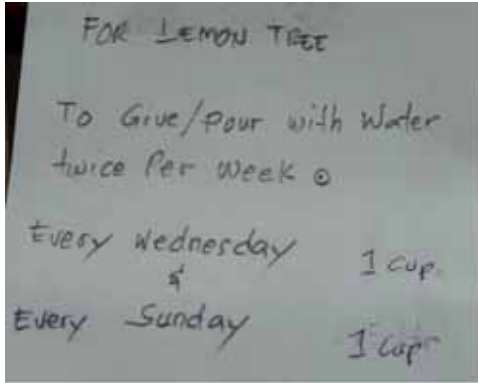 FOR LEMON TREE
To Give/Pour with Water
twice Per Week
Every Wednesday 1 Cup.
&
Every Sunday 1 Cup